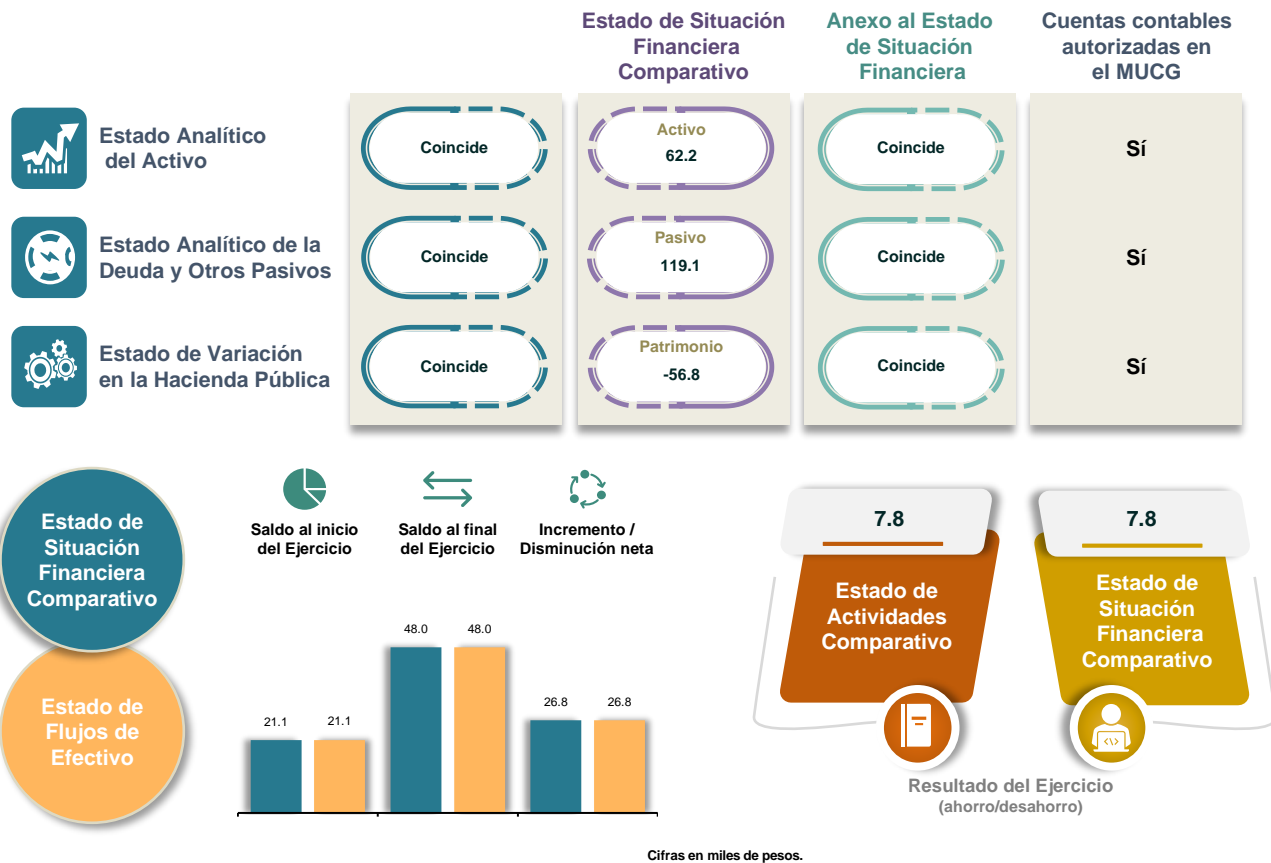 Estado de Situación
Financiera
Comparativo
Anexo al Estado
de Situación
Financiera
Cuentas contables
autorizadas en
el MUCG
Estado Analítico
del Activo
Coincide
Activo
62.2
Coincide
Sí
Estado Analítico de la
Deuda y Otros Pasivos
Coincide
Pasivo
119.1
Coincide
Sí
Estado de Variación
en la Hacienda Pública
Coincide
Patrimonio
-56.8
Coincide
Sí
Estado de
Situación
Financiera
Comparativo
Estado de
Flujos de
Efectivo
Saldo al inicio
del Ejercicio
Saldo al final
del Ejercicio
Incremento /
Disminución neta
21.1
21.1
48.0
48.0
26.8
26.8
7.8
Estado de
Actividades
Comparativo
7.8
Estado de
Situación
Financiera
Comparativo
Resultado del Ejercicio
(ahorro/desahorro)
Cifras en miles de pesos.